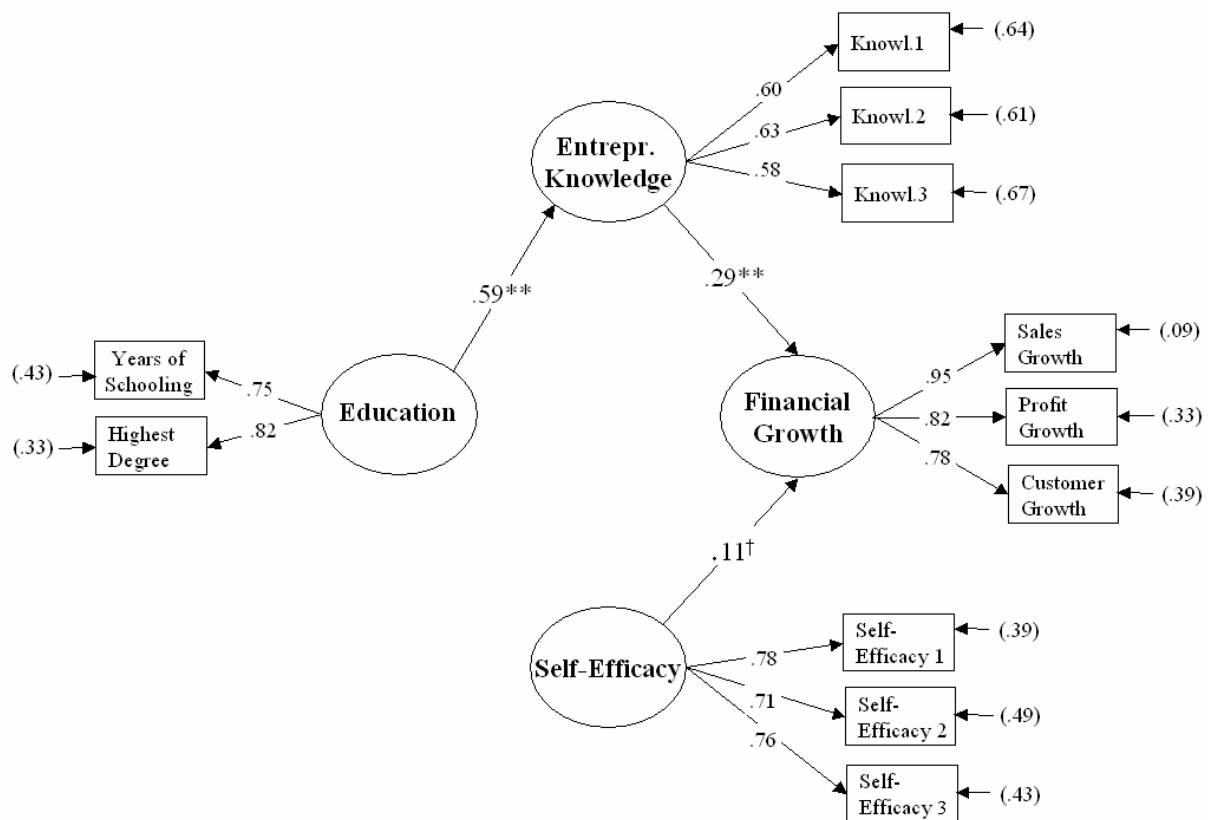 Knowl.1
(.64)
.60
Knowl.2
(.61)
.63
Entrepr.
Knowledge
.58
Knowl.3
(.67)
.29**
.59**
Sales
Growth
(.09)
.95
Years of
Schooling
(.43)
.75
Education
Financial
Growth
Profit
Growth
(.33)
.82
Highest
Degree
(.33)
.82
.78
Customer
Growth
(.39)
.11†
Self-Efficacy
Self-
Efficacy 1
(.39)
.78
.71
Self-
Efficacy 2
(.49)
.76
Self-
Efficacy 3
(.43)